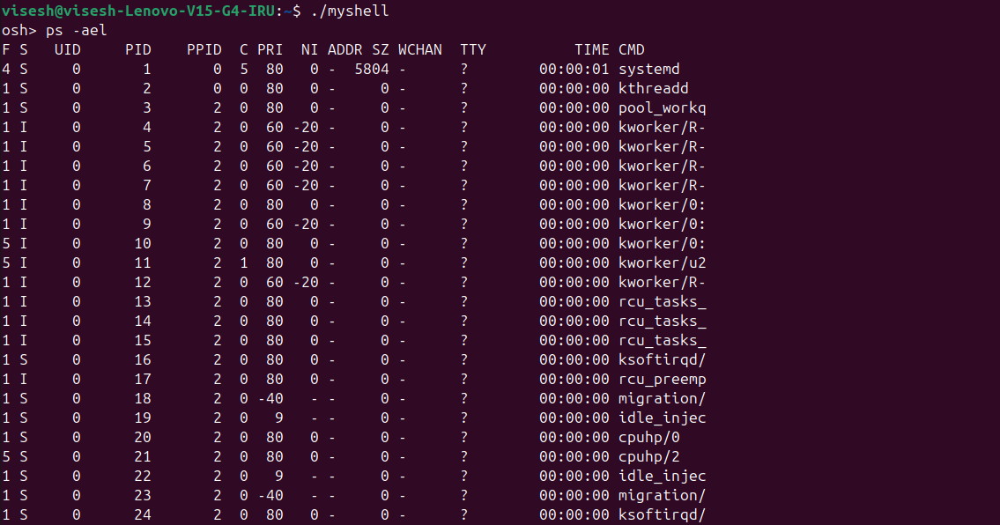 visesh@visesh-Lenovo-V15-G4-IRU:~$ ./myshell
osh> ps -ael
F S   UID     PID    PPID  C PRI  NI ADDR SZ WCHAN  TTY          TIME CMD
4 S     0       1       0  5  80   0 -  5804 -      ?        00:00:01 systemd
1 S     0       2       0  0  80   0 -     0 -      ?        00:00:00 kthreadd
1 S     0       3       2  0  80   0 -     0 -      ?        00:00:00 pool_workq
1 I     0       4       2  0  60 -20 -     0 -      ?        00:00:00 kworker/R-
1 I     0       5       2  0  60 -20 -     0 -      ?        00:00:00 kworker/R-
1 I     0       6       2  0  60 -20 -     0 -      ?        00:00:00 kworker/R-
1 I     0       7       2  0  60 -20 -     0 -      ?        00:00:00 kworker/R-
1 I     0       8       2  0  80   0 -     0 -      ?        00:00:00 kworker/0:
1 I     0       9       2  0  60 -20 -     0 -      ?        00:00:00 kworker/0:
5 I     0      10       2  0  80   0 -     0 -      ?        00:00:00 kworker/0:
5 I     0      11       2  1  80   0 -     0 -      ?        00:00:00 kworker/u2
1 I     0      12       2  0  60 -20 -     0 -      ?        00:00:00 kworker/R-
1 I     0      13       2  0  80   0 -     0 -      ?        00:00:00 rcu_tasks_
1 I     0      14       2  0  80   0 -     0 -      ?        00:00:00 rcu_tasks_
1 I     0      15       2  0  80   0 -     0 -      ?        00:00:00 rcu_tasks_
1 S     0      16       2  0  80   0 -     0 -      ?        00:00:00 ksoftirqd/
1 I     0      17       2  0  80   0 -     0 -      ?        00:00:00 rcu_preemp
1 S     0      18       2  0 -40   - -     0 -      ?        00:00:00 migration/
1 S     0      19       2  0   9   - -     0 -      ?        00:00:00 idle_injec
1 S     0      20       2  0  80   0 -     0 -      ?        00:00:00 cpuhp/0
5 S     0      21       2  0  80   0 -     0 -      ?        00:00:00 cpuhp/2
1 S     0      22       2  0   9   - -     0 -      ?        00:00:00 idle_injec
1 S     0      23       2  0 -40   - -     0 -      ?        00:00:00 migration/
1 S     0      24       2  0  80   0 -     0 -      ?        00:00:00 ksoftirqd/